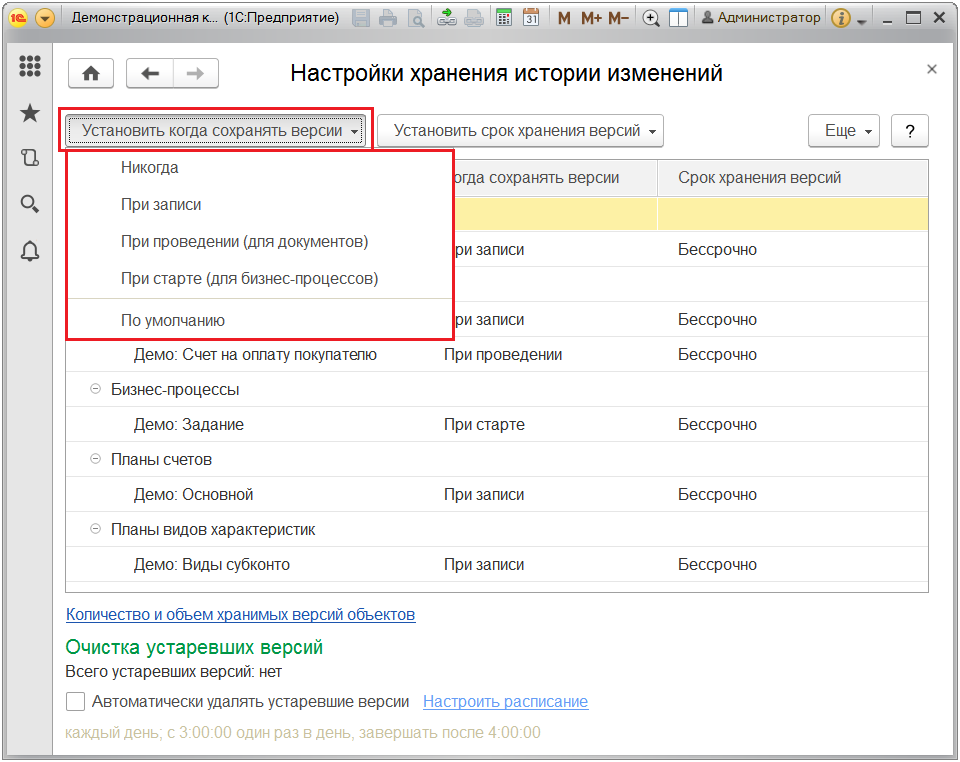 Демонстрационная к... (1С:Предприятие) 31 M M+ M− Администратор
Настройки хранения истории изменений
Установить когда сохранять версии Установить срок хранения версий Еще ?
Никогда
огда сохранять версии Срок хранения версий
При записи
При проведении (для документов)
ри записи Бессрочно
При старте (для бизнес-процессов)
По умолчанию
ри записи Бессрочно
Демо: Счет на оплату покупателю При проведении Бессрочно
Бизнес-процессы
Демо: Задание При старте Бессрочно
Планы счетов
Демо: Основной При записи Бессрочно
Планы видов характеристик
Демо: Виды субконто При записи Бессрочно
Количество и объем хранимых версий объектов
Очистка устаревших версий
Всего устаревших версий: нет
Автоматически удалять устаревшие версии Настроить расписание
каждый день; с 3:00:00 один раз в день, завершать после 4:00:00